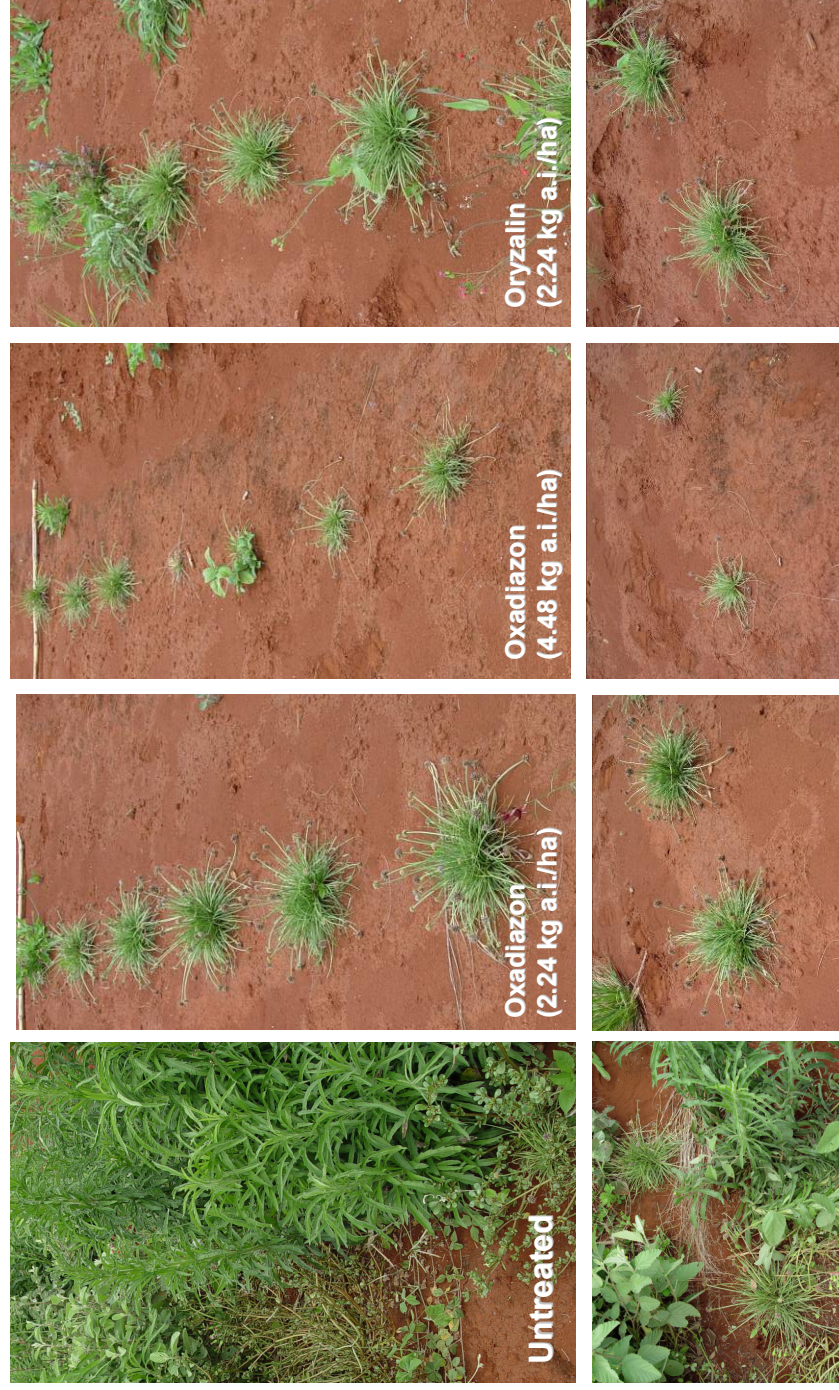 Untreated
Oxadiazon
(2.24 kg a.i./ha)
Oxadiazon
(4.48 kg a.i./ha)
Oryzalin
(2.24 kg a.i./ha)